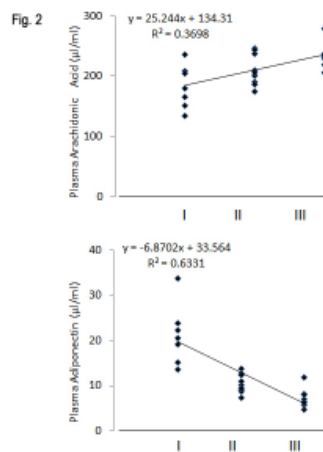 Fig. 2
y = 25.244x + 134.31
R² = 0.3698
Plasma Arachidonic Acid (µl/ml)
300
200
100
0
I II III
y = -6.8702x + 33.564
R² = 0.6331
Plasma Adiponectin (µl/ml)
40
30
20
10
0
I II III